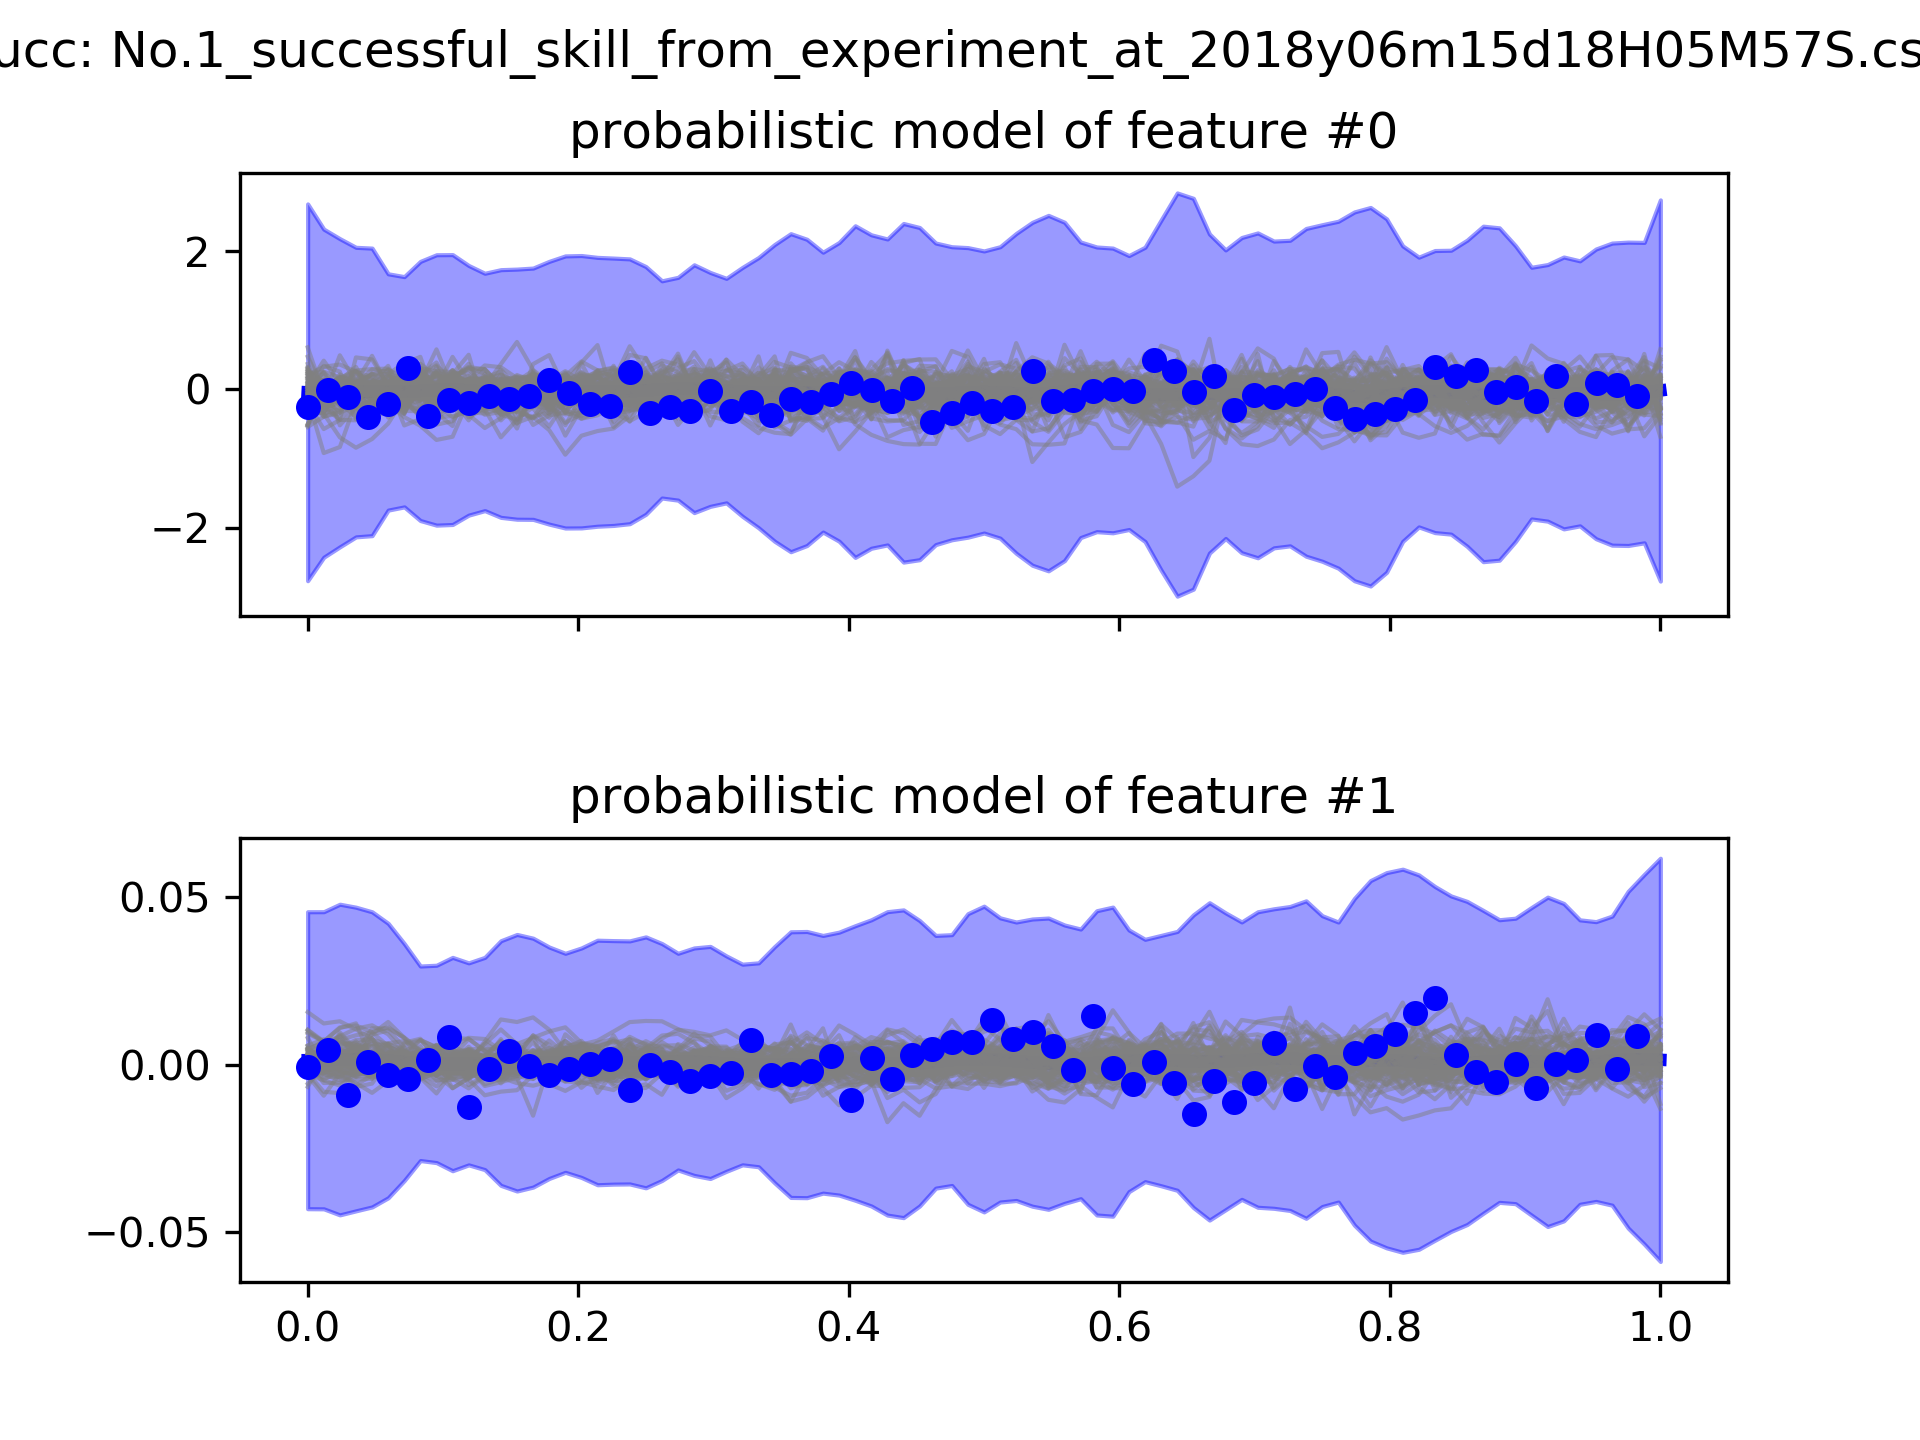 ucc: No.1_successful_skill_from_experiment_at_2018y06m15d18H05M57S.cs
probabilistic model of feature #0
2
0
−2
probabilistic model of feature #1
0.05
0.00
−0.05
0.0 0.2 0.4 0.6 0.8 1.0